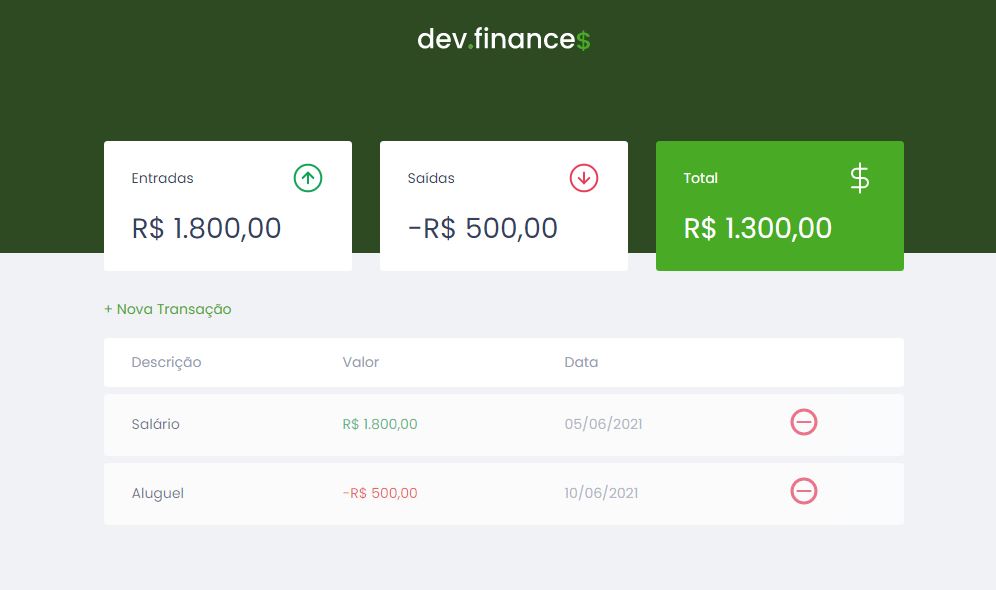 dev.finance$
Entradas
R$ 1.800,00
Saídas
-R$ 500,00
Total
$
R$ 1.300,00
+ Nova Transação
Descrição Valor Data
Salário R$ 1.800,00 05/06/2021
Aluguel -R$ 500,00 10/06/2021